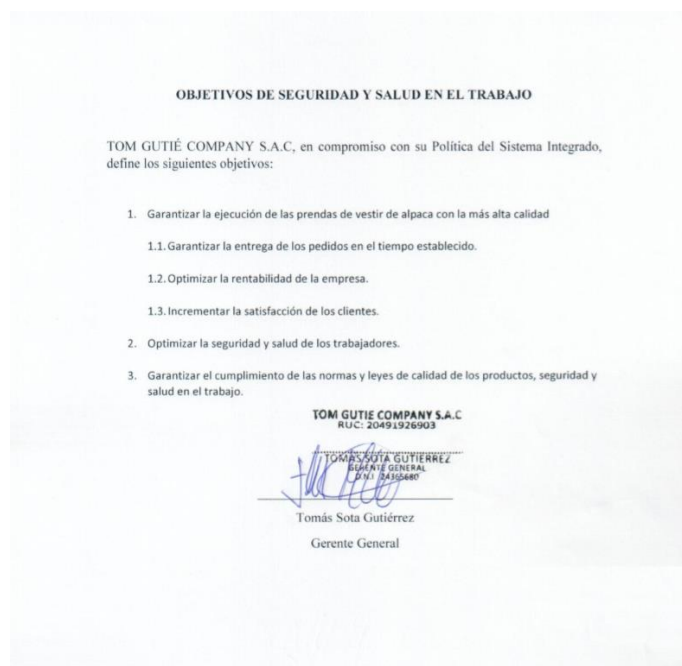 OBJETIVOS DE SEGURIDAD Y SALUD EN EL TRABAJO
TOM GUTIÉ COMPANY S.A.C, en compromiso con su Política del Sistema Integrado,
define los siguientes objetivos:
1. Garantizar la ejecución de las prendas de vestir de alpaca con la más alta calidad
1.1. Garantizar la entrega de los pedidos en el tiempo establecido.
1.2. Optimizar la rentabilidad de la empresa.
1.3. Incrementar la satisfacción de los clientes.
2. Optimizar la seguridad y salud de los trabajadores.
3. Garantizar el cumplimiento de las normas y leyes de calidad de los productos, seguridad y
salud en el trabajo.
TOM GUTIE COMPANY S.A.C
RUC: 20491926903
TOMAS SOTA GUTIERREZ
GERENTE GENERAL
D.N.I 24365680
Tomás Sota Gutiérrez
Gerente General